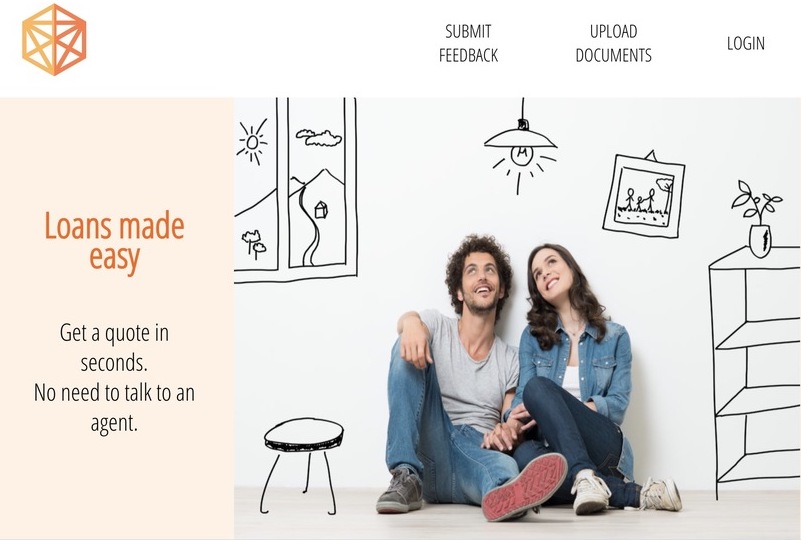 SUBMIT
FEEDBACK
UPLOAD
DOCUMENTS
LOGIN
Loans made
easy
Get a quote in
seconds.
No need to talk to an
agent.